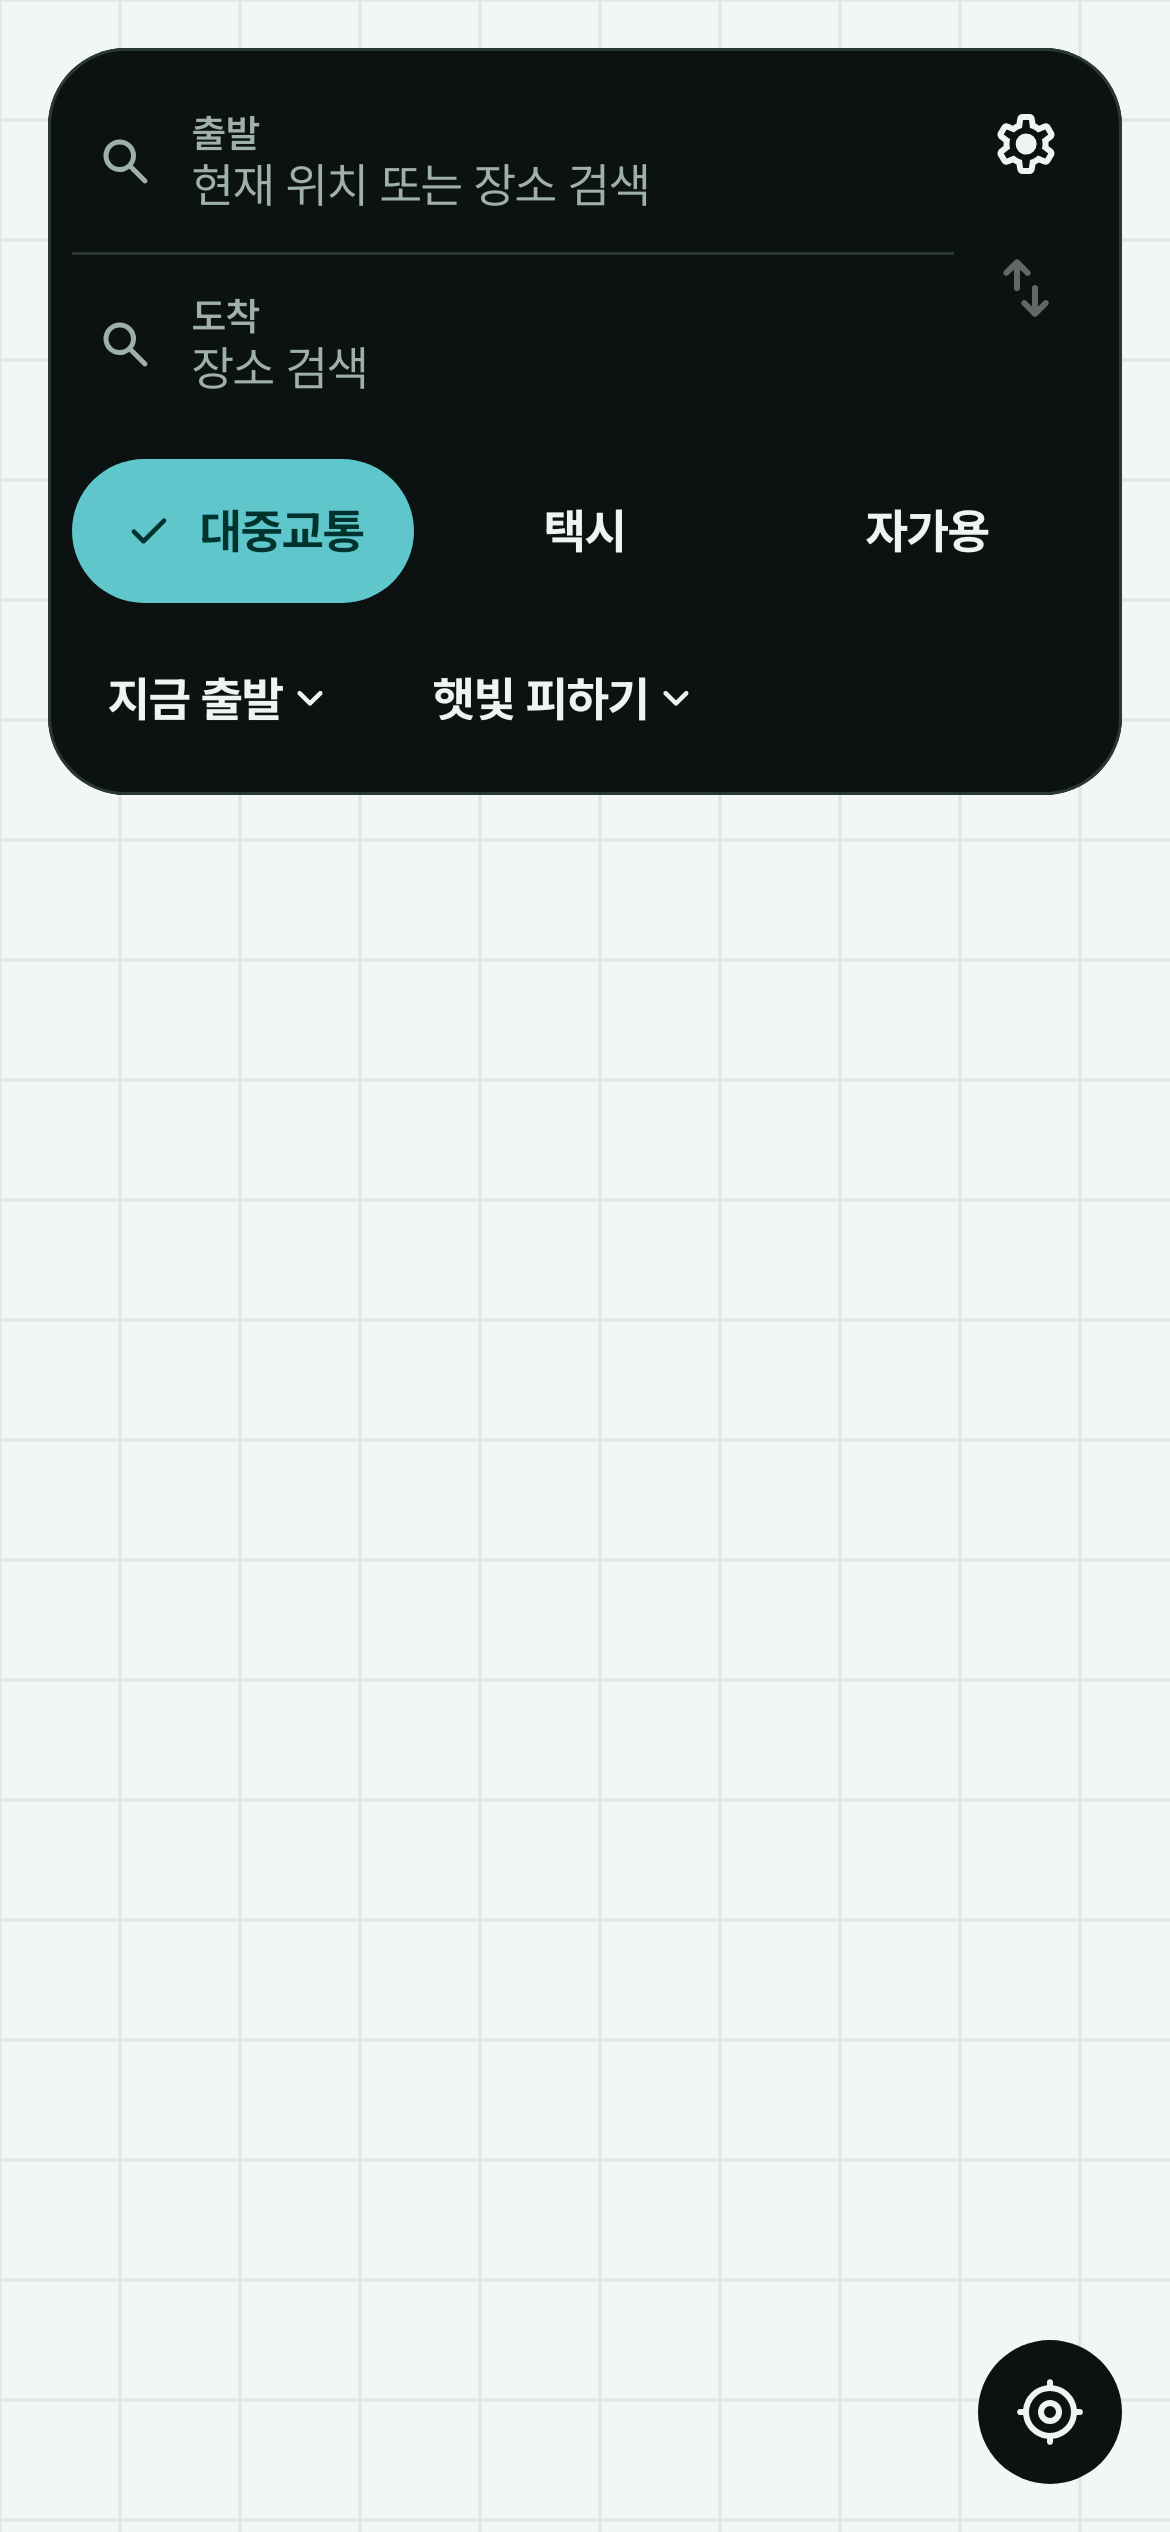 출발
현재 위치 또는 장소 검색
도착
장소 검색
대중교통 택시 자가용
지금 출발 햇빛 피하기